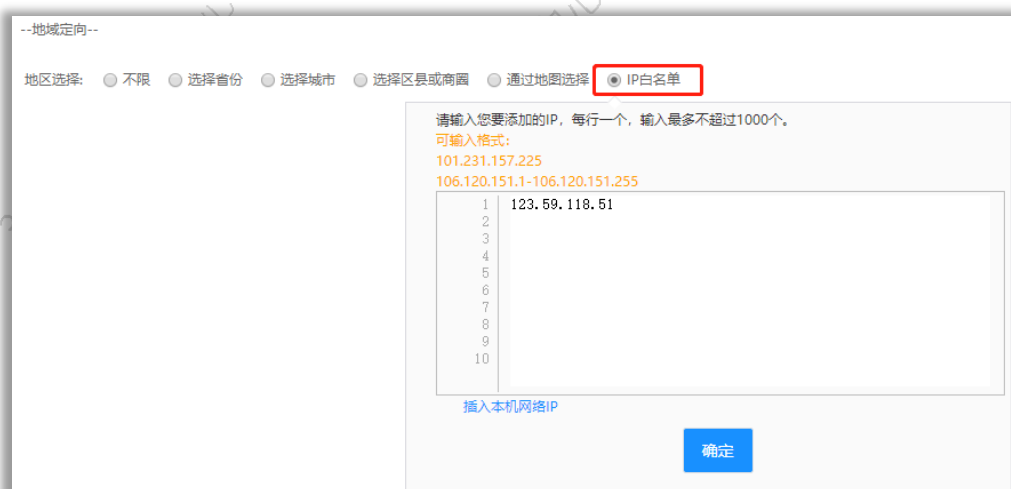 --地域定向--
地区选择: 不限 选择省份 选择城市 选择区县或商圈 通过地图选择 IP白名单
请输入您要添加的IP，每行一个，输入最多不超过1000个。
可输入格式：
101.231.157.225
106.120.151.1-106.120.151.255
1 123.59.118.51
2
3
4
5
6
7
8
9
10
插入本机网络IP
确定